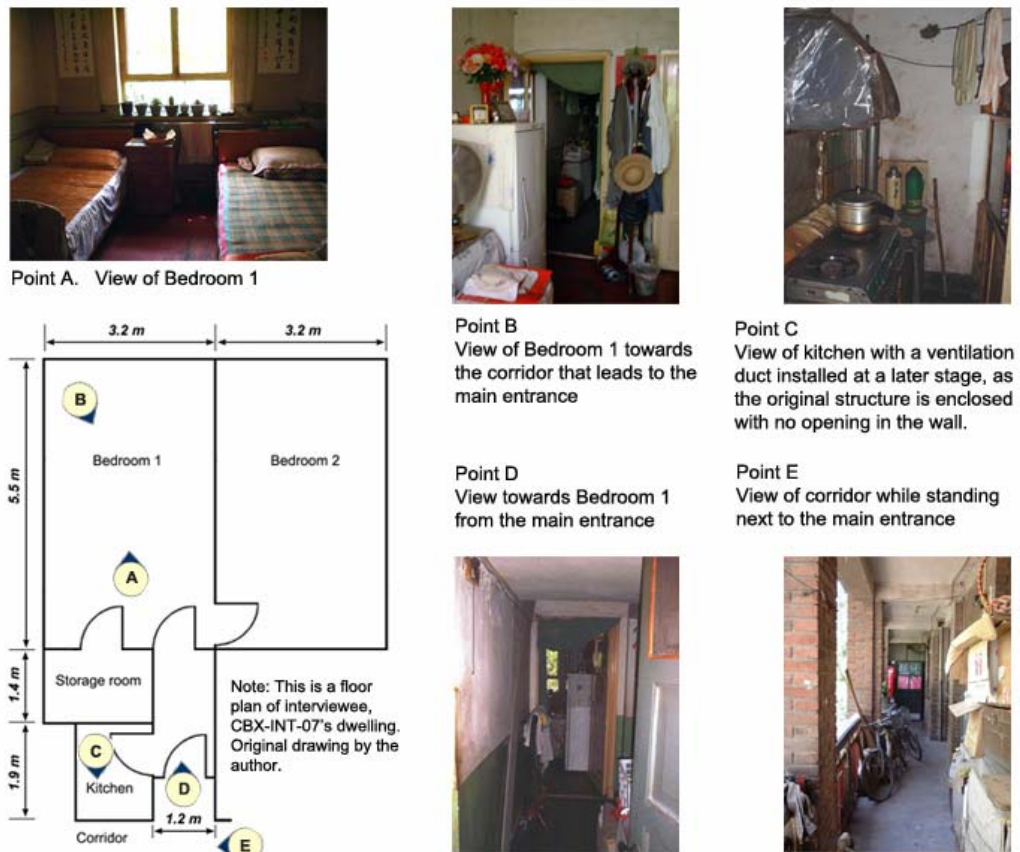 Point A. View of Bedroom 1
Point B
View of Bedroom 1 towards
the corridor that leads to the
main entrance
Point C
View of kitchen with a ventilation
duct installed at a later stage, as
the original structure is enclosed
with no opening in the wall.
3.2 m
3.2 m
B
Bedroom 1
Bedroom 2
5.5 m
A
Storage room
1.4 m
Note: This is a floor
plan of interviewee,
CBX-INT-07's dwelling.
Original drawing by the
author.
C
Kitchen
D
1.9 m
1.2 m
Corridor
E
Point D
View towards Bedroom 1
from the main entrance
Point E
View of corridor while standing
next to the main entrance